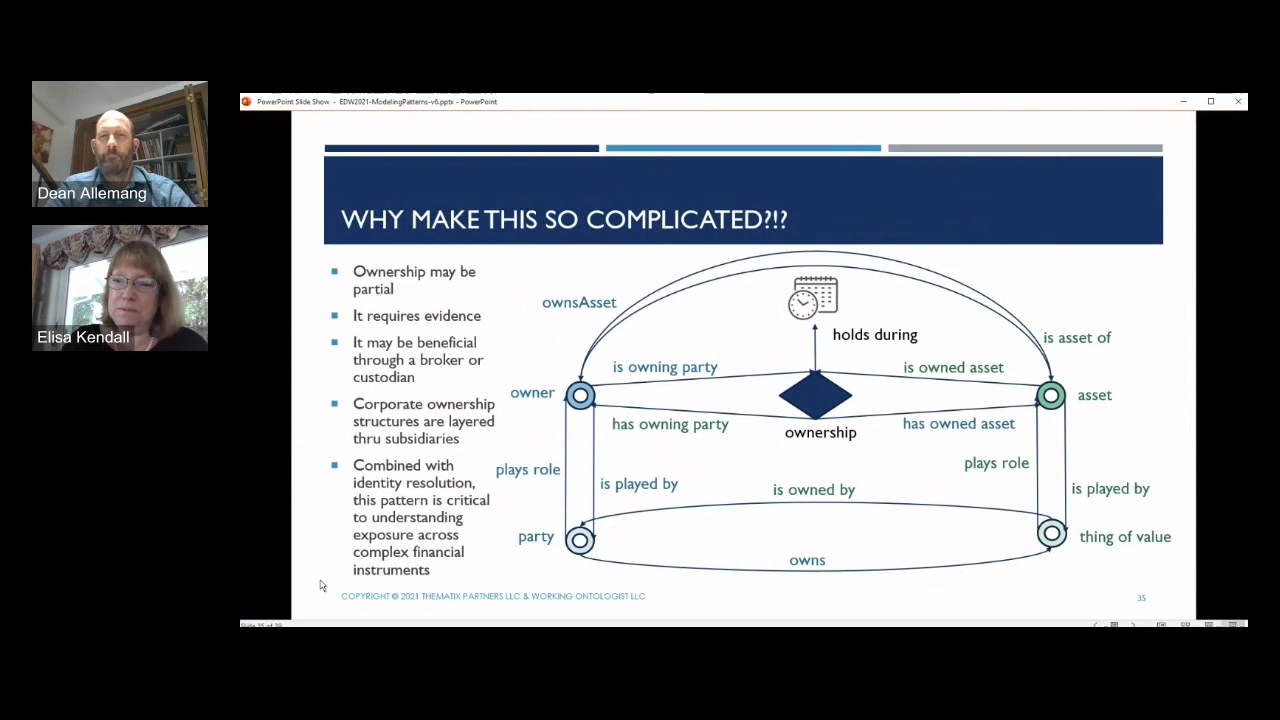 PowerPoint Slide Show - EDW2021-ModelingPatterns-v6.pptx - PowerPoint
Dean Allemang
Elisa Kendall
WHY MAKE THIS SO COMPLICATED?!?
Ownership may be
partial
It requires evidence
It may be beneficial
through a broker or
custodian
Corporate ownership
structures are layered
thru subsidiaries
Combined with
identity resolution,
this pattern is critical
to understanding
exposure across
complex financial
instruments
ownsAsset
holds during
is asset of
is owning party
is owned asset
owner
asset
has owning party
ownership
has owned asset
plays role
plays role
is played by
is owned by
is played by
party
thing of value
owns
COPYRIGHT © 2021 THEMATIX PARTNERS LLC & WORKING ONTOLOGIST LLC
35